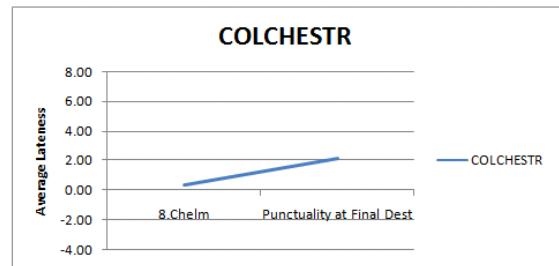 COLCHESTR
8.00
6.00
4.00
2.00
0.00
-2.00
-4.00
Average Lateness
8.Chelm
Punctuality at Final Dest
COLCHESTR